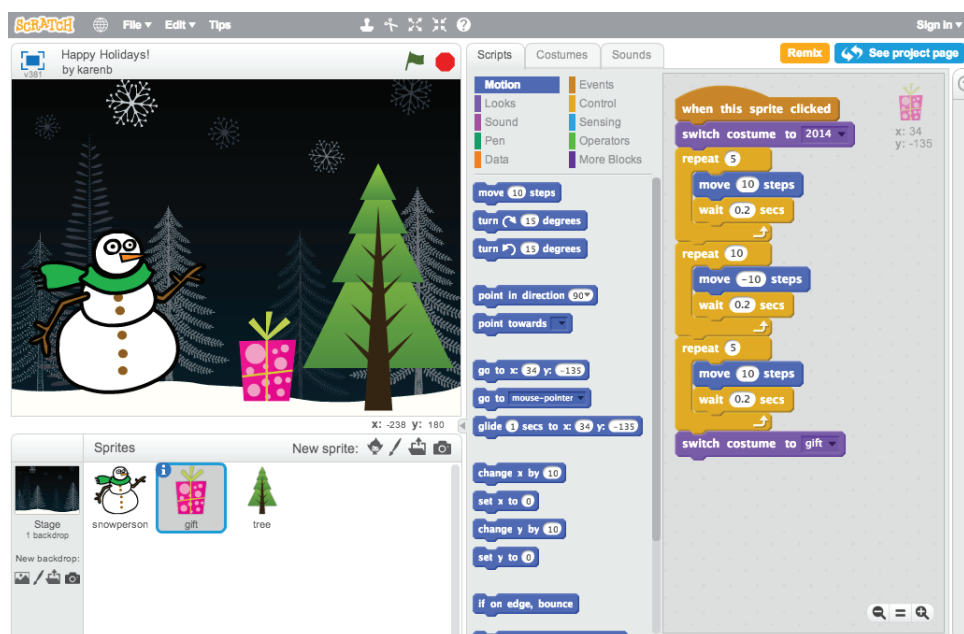 SCRATCH File ▾ Edit ▾ Tips Sign in ▾
v381 Happy Holidays!
by karenb
Scripts Costumes Sounds
Remix See project page
Motion Events
Looks Control
Sound Sensing
Pen Operators
Data More Blocks
move 10 steps
turn ↻ 15 degrees
turn ↺ 15 degrees
point in direction 90▾
point towards
go to x: 34 y: -135
go to mouse-pointer
glide 1 secs to x: 34 y: -135
change x by 10
set x to 0
change y by 10
set y to 0
if on edge, bounce
when this sprite clicked
switch costume to 2014
repeat 5
move 10 steps
wait 0.2 secs
repeat 10
move -10 steps
wait 0.2 secs
repeat 5
move 10 steps
wait 0.2 secs
switch costume to gift
x: 34
y: -135
x: -238 y: 180
Sprites New sprite:
Stage
1 backdrop
New backdrop:
snowperson gift tree